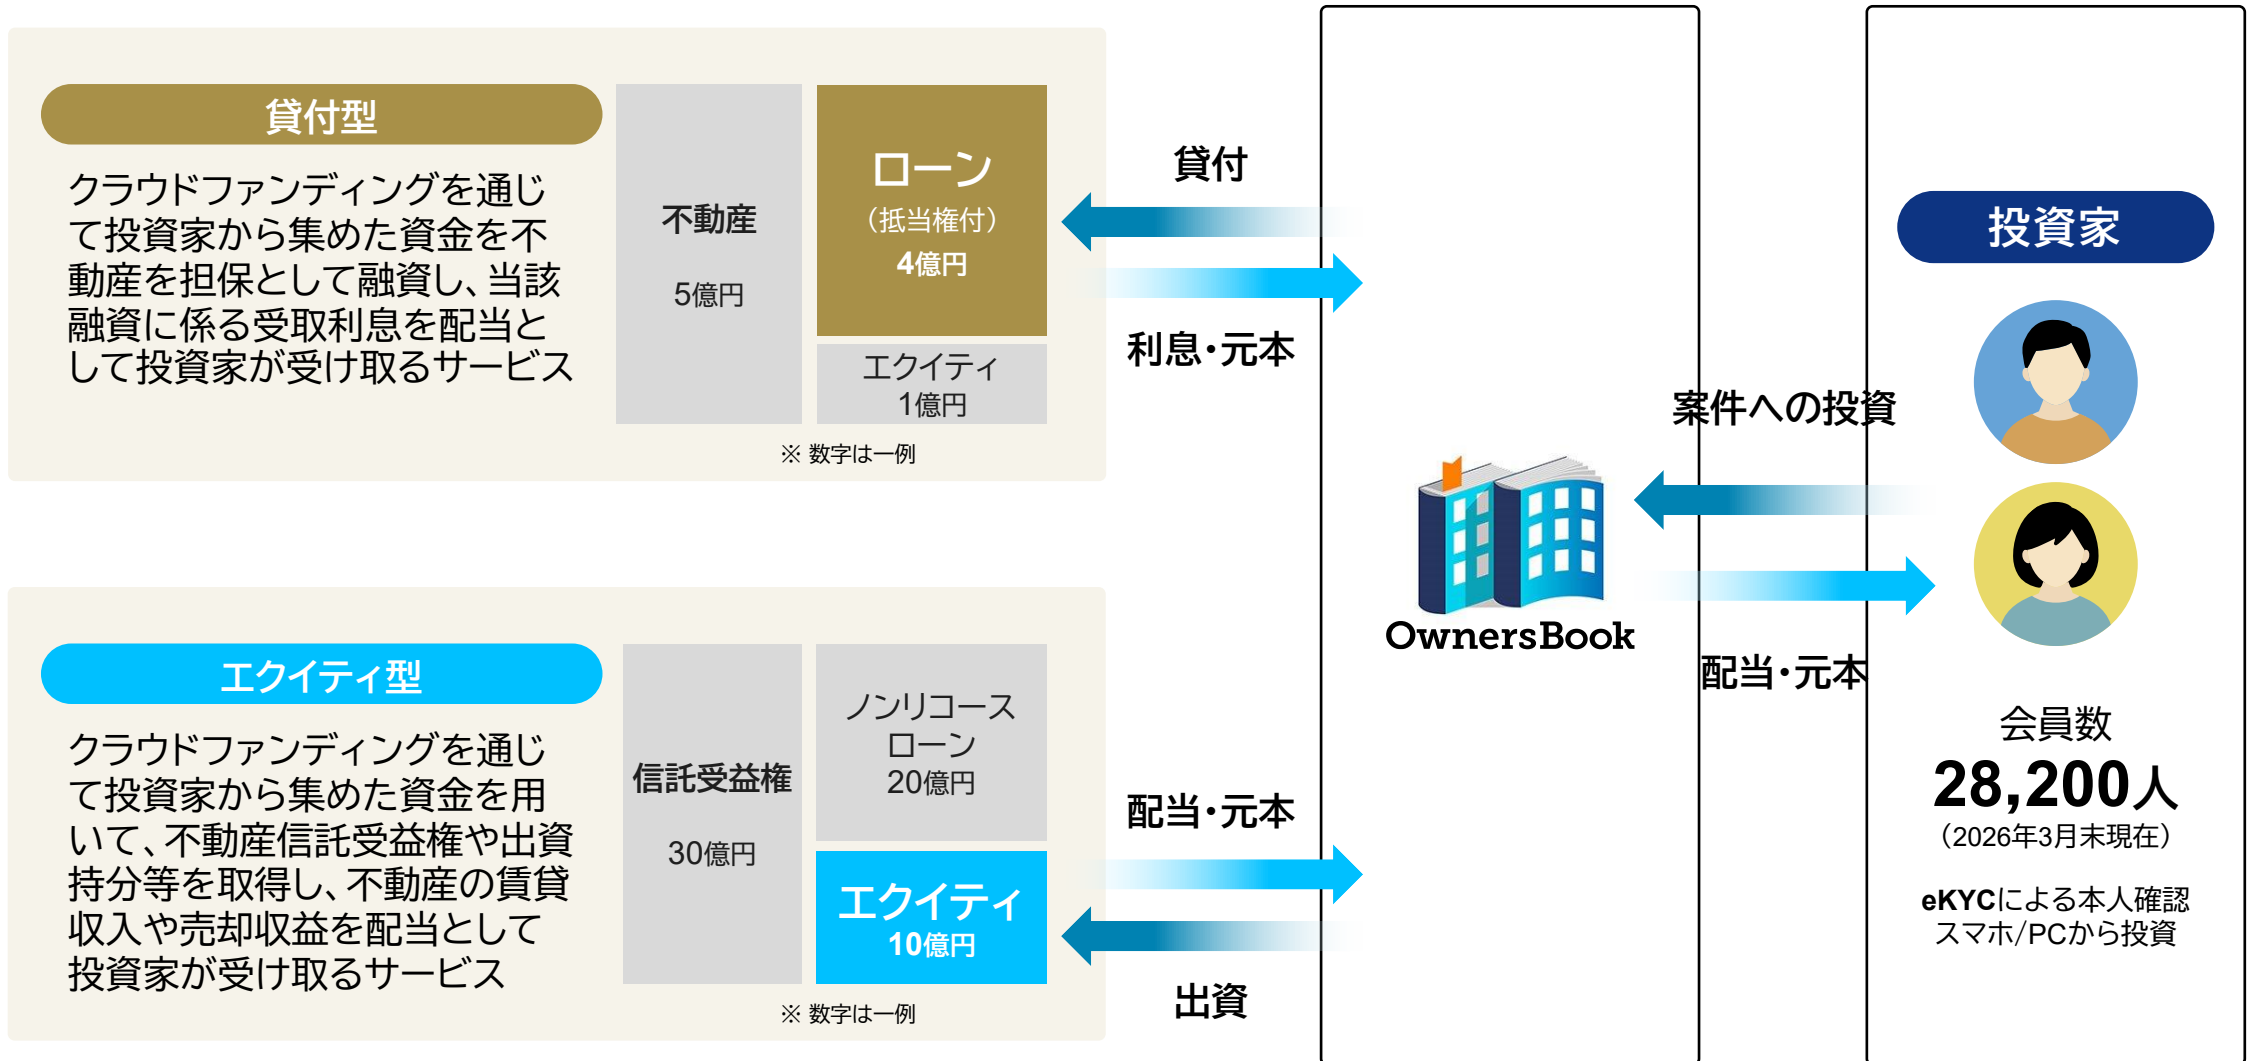 貸付型
クラウドファンディングを通じ
て投資家から集めた資金を不
動産を担保として融資し、当該
融資に係る受取利息を配当と
して投資家が受け取るサービス
不動産
5億円
ローン
（抵当権付）
4億円
エクイティ
1億円
※ 数字は一例
貸付
利息・元本
エクイティ型
クラウドファンディングを通じ
て投資家から集めた資金を用
いて、不動産信託受益権や出資
持分等を取得し、不動産の賃貸
収入や売却収益を配当として
投資家が受け取るサービス
信託受益権
30億円
ノンリコース
ローン
20億円
エクイティ
10億円
※ 数字は一例
配当・元本
出資
OwnersBook
案件への投資
配当・元本
投資家
会員数
28,200人
（2026年3月末現在）
eKYCによる本人確認
スマホ/PCから投資